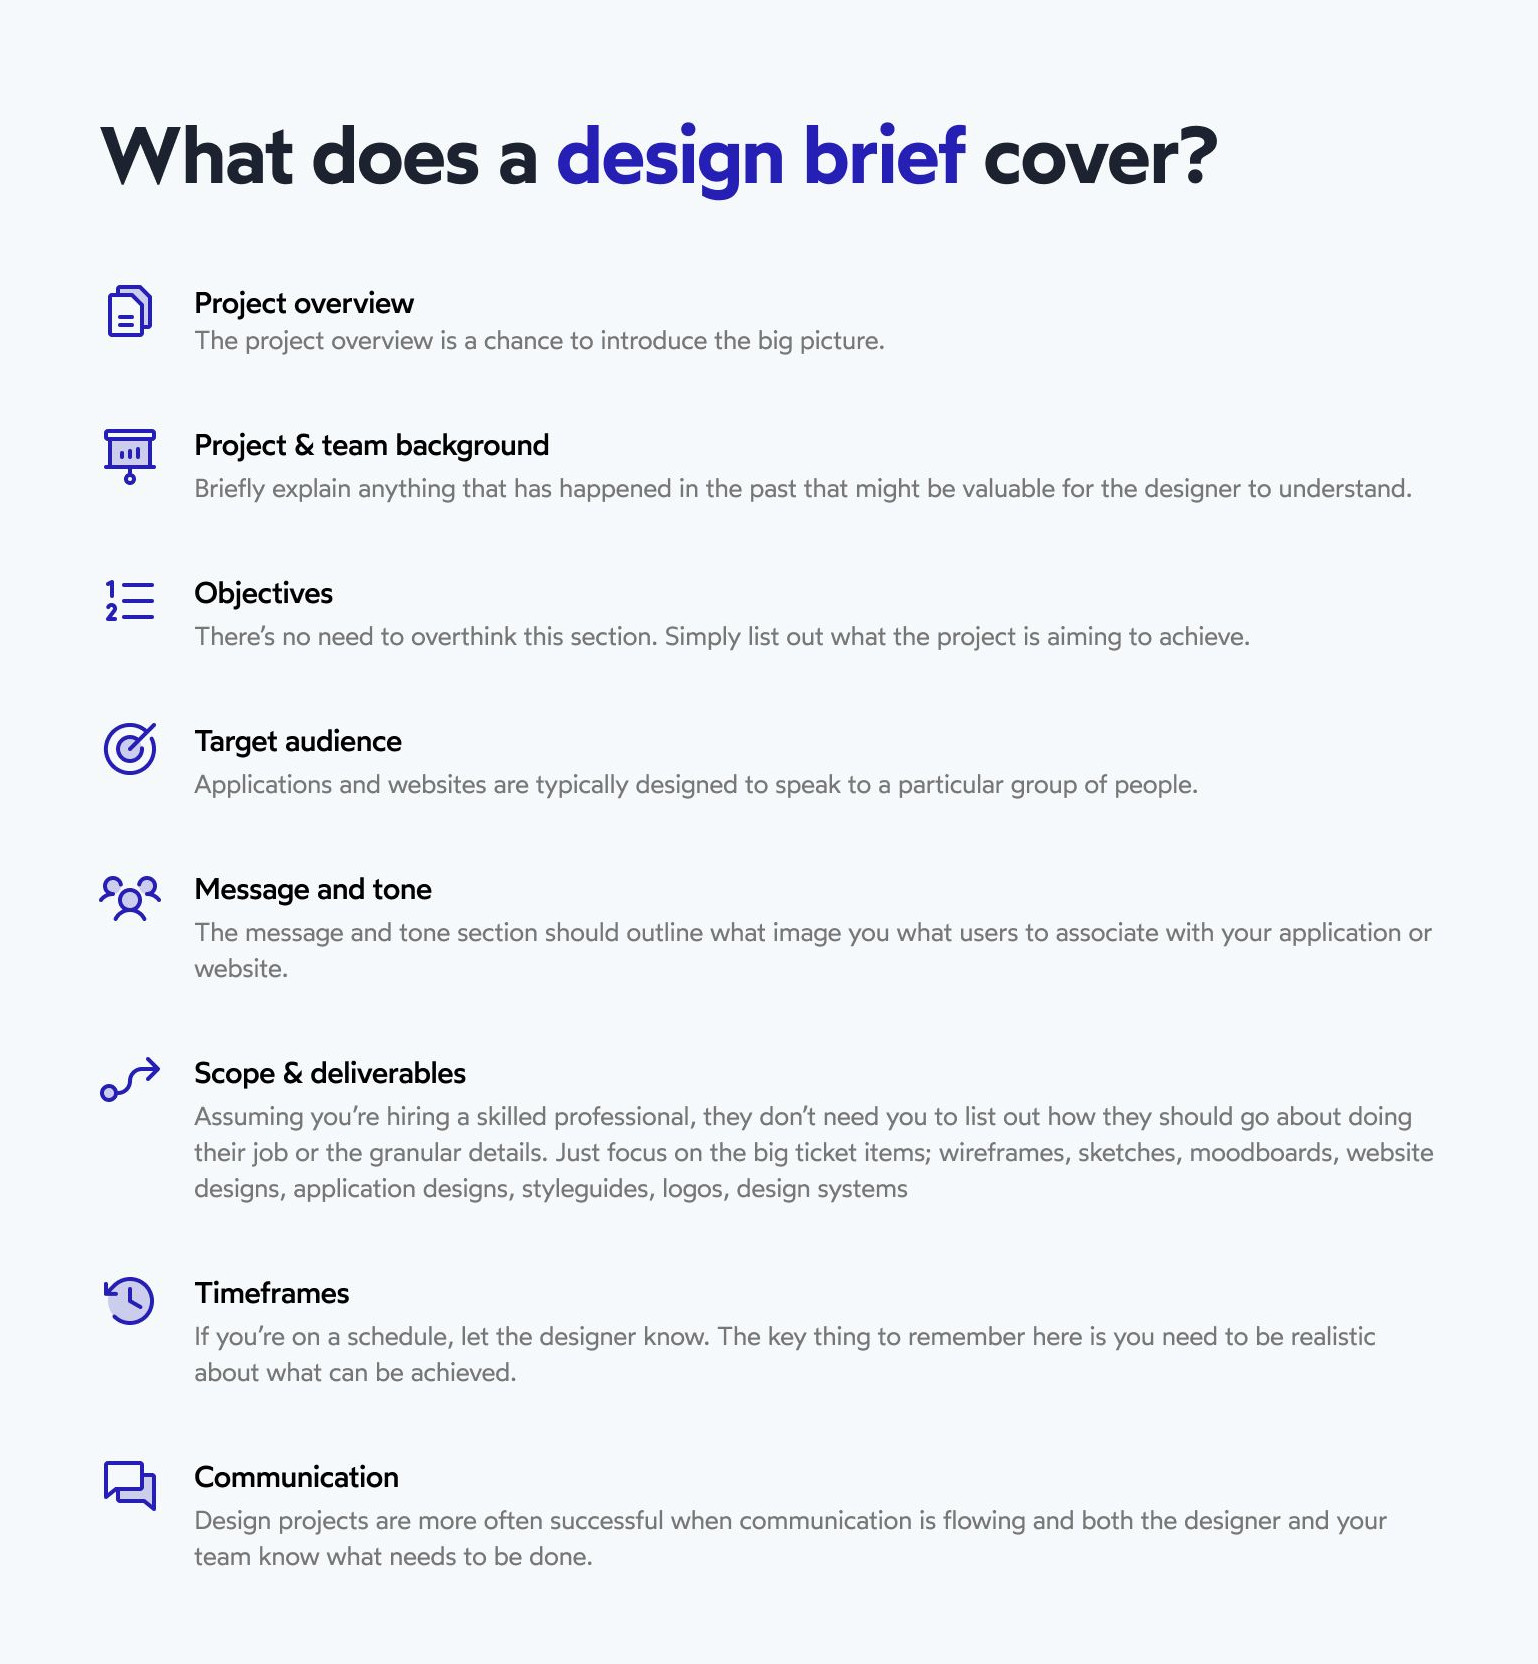 What does a design brief cover?
Project overview
The project overview is a chance to introduce the big picture.
Project & team background
Briefly explain anything that has happened in the past that might be valuable for the designer to understand.
1
2
Objectives
There’s no need to overthink this section. Simply list out what the project is aiming to achieve.
Target audience
Applications and websites are typically designed to speak to a particular group of people.
Message and tone
The message and tone section should outline what image you what users to associate with your application or
website.
Scope & deliverables
Assuming you’re hiring a skilled professional, they don’t need you to list out how they should go about doing
their job or the granular details. Just focus on the big ticket items; wireframes, sketches, moodboards, website
designs, application designs, styleguides, logos, design systems
Timeframes
If you’re on a schedule, let the designer know. The key thing to remember here is you need to be realistic
about what can be achieved.
Communication
Design projects are more often successful when communication is flowing and both the designer and your
team know what needs to be done.